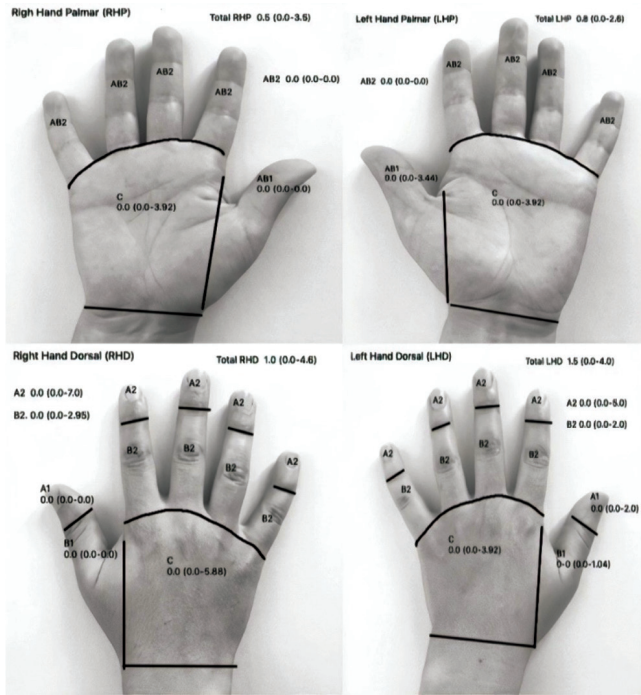 Righ Hand Palmar (RHP)
Total RHP 0.5 (0.0-3.5)
AB2
AB2
AB2
AB2
AB2 0.0 (0.0-0.0)
AB1
0.0 (0.0-0.0)
C
0.0 (0.0-3.92)
Left Hand Palmar (LHP)
Total LHP 0.8 (0.0-2.6)
AB2 0.0 (0.0-0.0)
AB2
AB2
AB2
AB2
AB1
0.0 (0.0-3.44)
C
0.0 (0.0-3.92)
Right Hand Dorsal (RHD)
Total RHD 1.0 (0.0-4.6)
A2 0.0 (0.0-7.0)
B2. 0.0 (0.0-2.95)
A2
A2
A2
A2
B2
B2
B2
B2
A1
0.0 (0.0-0.0)
B1
0.0 (0.0-0.0)
C
0.0 (0.0-5.88)
Left Hand Dorsal (LHD)
Total LHD 1.5 (0.0-4.0)
A2 0.0 (0.0-5.0)
B2 0.0 (0.0-2.0)
A2
A2
A2
A2
B2
B2
B2
B2
A1
0.0 (0.0-2.0)
B1
0-0 (0.0-1.04)
C
0.0 (0.0-3.92)